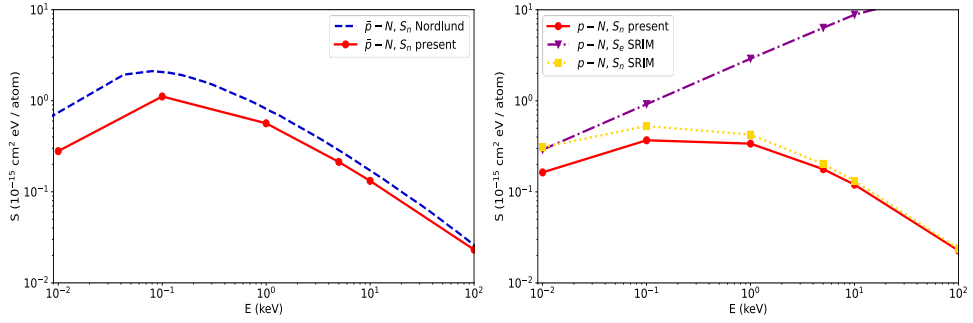 p̄ − N, Sₙ Nordlund
p̄ − N, Sₙ present
10¹
10⁰
10⁻¹
10⁻²
S (10⁻¹⁵ cm² eV / atom)
10⁻² 10⁻¹ 10⁰ 10¹ 10²
E (keV)
p − N, Sₙ present
p − N, Sₑ SRIM
p − N, Sₙ SRIM
10¹
10⁰
10⁻¹
10⁻²
S (10⁻¹⁵ cm² eV / atom)
10⁻² 10⁻¹ 10⁰ 10¹ 10²
E (keV)